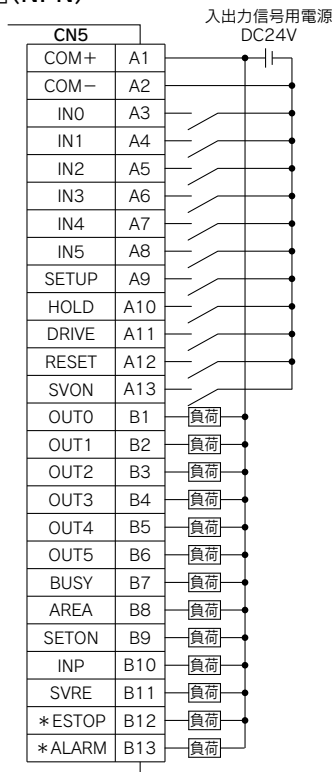 (NPN)
入出力信号用電源
DC24V
CN5
COM+ A1
COM− A2
IN0 A3
IN1 A4
IN2 A5
IN3 A6
IN4 A7
IN5 A8
SETUP A9
HOLD A10
DRIVE A11
RESET A12
SVON A13
OUT0 B1 負荷
OUT1 B2 負荷
OUT2 B3 負荷
OUT3 B4 負荷
OUT4 B5 負荷
OUT5 B6 負荷
BUSY B7 負荷
AREA B8 負荷
SETON B9 負荷
INP B10 負荷
SVRE B11 負荷
＊ESTOP B12 負荷
＊ALARM B13 負荷